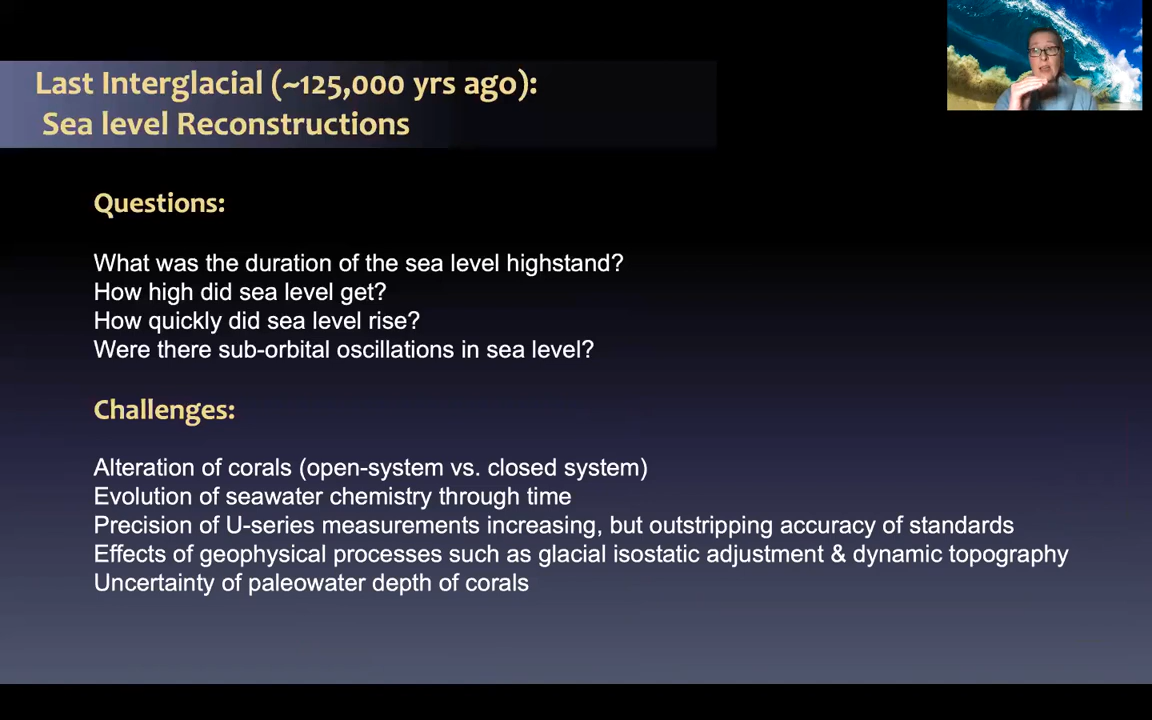 Last Interglacial (~125,000 yrs ago):
Sea level Reconstructions
Questions:
What was the duration of the sea level highstand?
How high did sea level get?
How quickly did sea level rise?
Were there sub-orbital oscillations in sea level?
Challenges:
Alteration of corals (open-system vs. closed system)
Evolution of seawater chemistry through time
Precision of U-series measurements increasing, but outstripping accuracy of standards
Effects of geophysical processes such as glacial isostatic adjustment & dynamic topography
Uncertainty of paleowater depth of corals